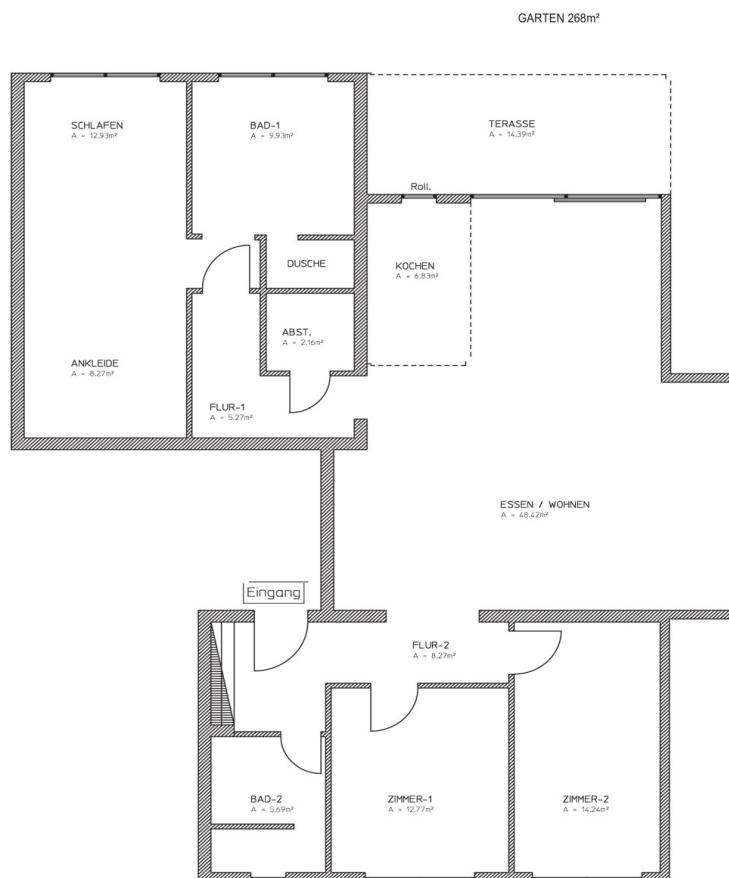 GARTEN 268m²
SCHLAFEN
A = 12.93m²
BAD-1
A = 9.93m²
TERASSE
A = 14.39m²
Roll.
DUSCHE
KOCHEN
A = 6.83m²
ABST.
A = 2.16m²
ANKLEIDE
A = 8.27m²
FLUR-1
A = 5.27m²
ESSEN / WOHNEN
A = 48.42m²
Eingang
FLUR-2
A = 8.27m²
BAD-2
A = 5.69m²
ZIMMER-1
A = 12.77m²
ZIMMER-2
A = 14.24m²